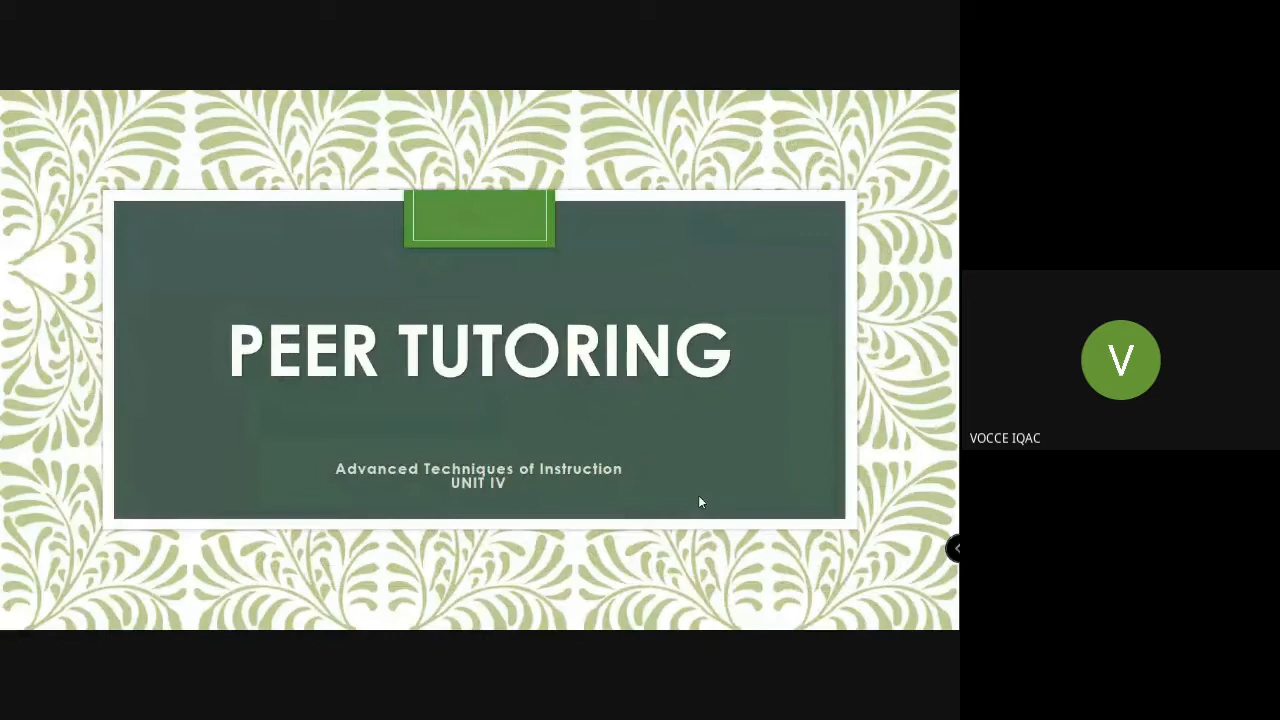 PEER TUTORING
Advanced Techniques of Instruction
UNIT IV
V
VOCCE IQAC